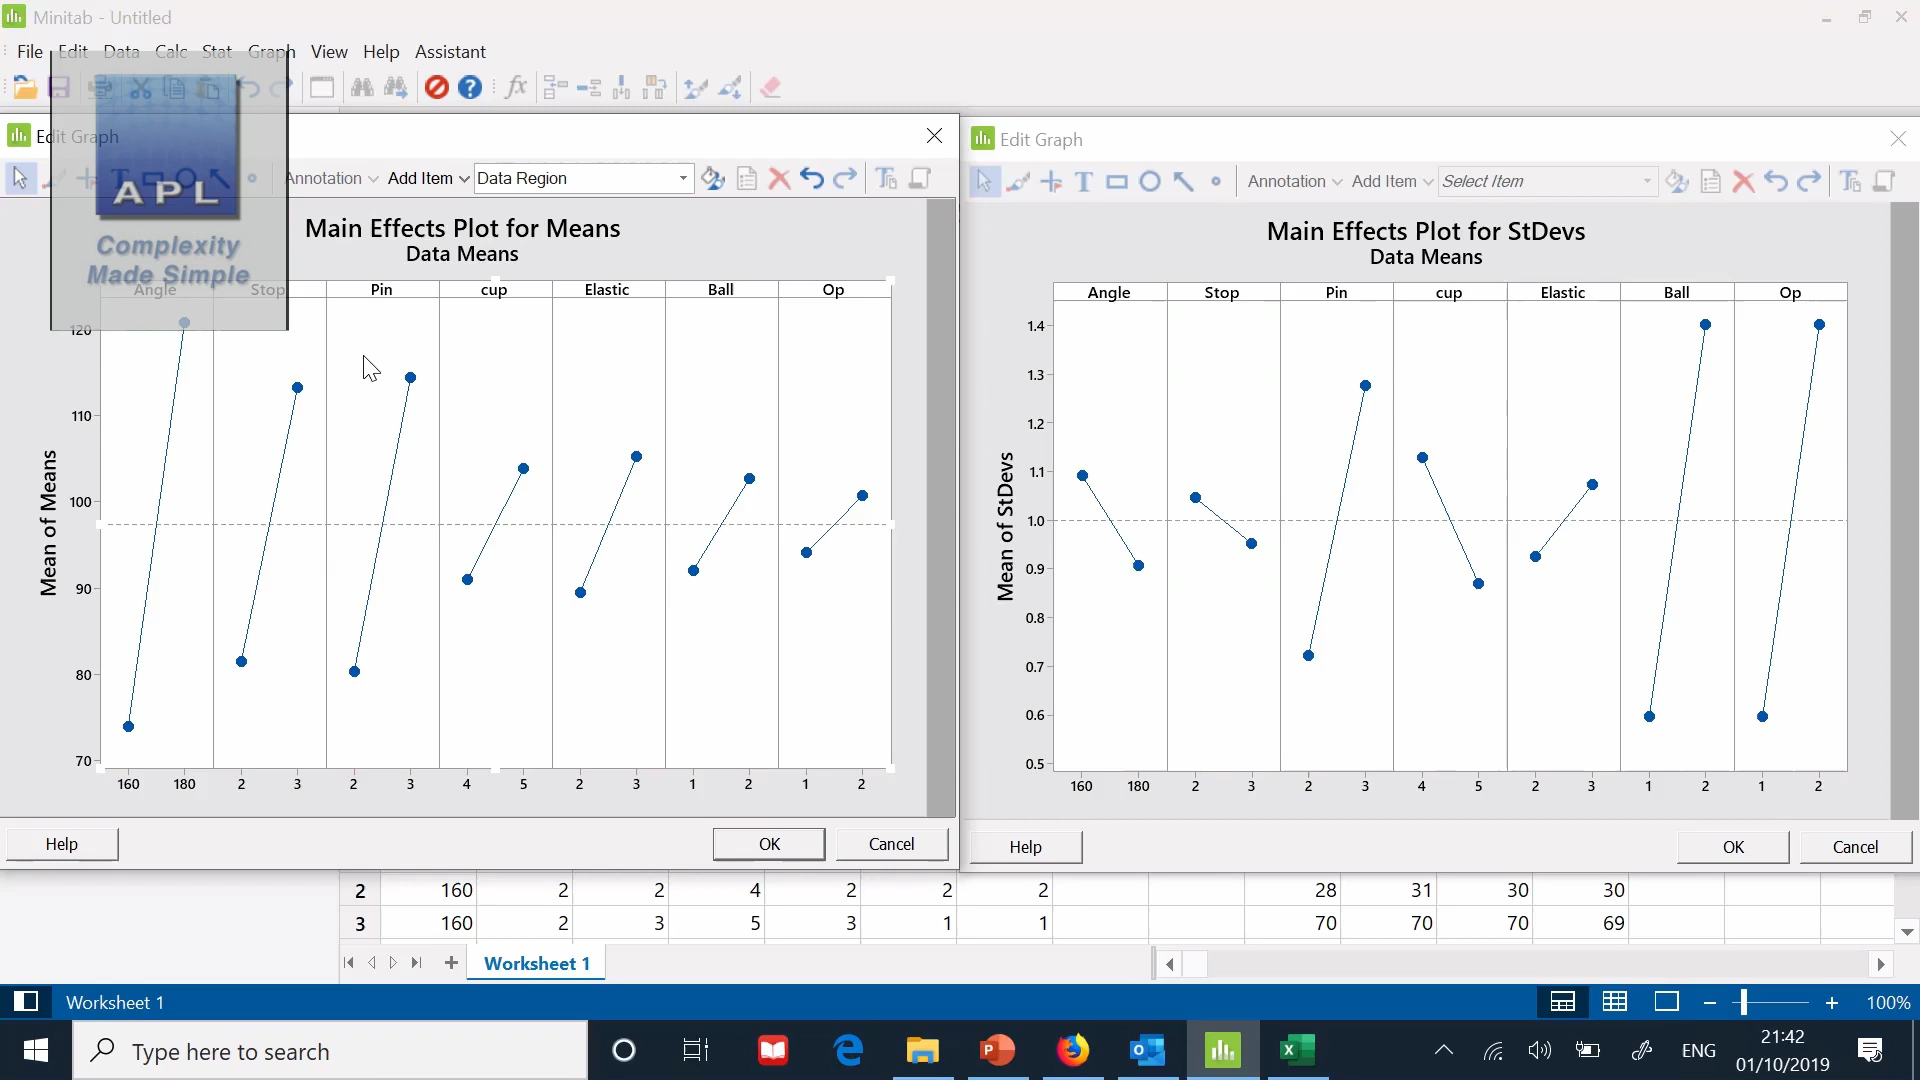 Minitab - Untitled
File Edit Data Calc Stat Graph View Help Assistant
Edit Graph
Annotation Add Item Data Region
APL
Complexity
Made Simple
Main Effects Plot for Means
Data Means
Angle Stop Pin cup Elastic Ball Op
120
110
100
90
80
70
Mean of Means
160 180 2 3 2 3 4 5 2 3 1 2 1 2
Help OK Cancel
Edit Graph
Annotation Add Item Select Item
Main Effects Plot for StDevs
Data Means
Angle Stop Pin cup Elastic Ball Op
1.4
1.3
1.2
1.1
1.0
0.9
0.8
0.7
0.6
0.5
Mean of StDevs
160 180 2 3 2 3 4 5 2 3 1 2 1 2
Help OK Cancel
2 160 2 2 4 2 2 2 28 31 30 30
3 160 2 3 5 3 1 1 70 70 70 69
Worksheet 1
Worksheet 1 100%
Type here to search
ENG
21:42
01/10/2019